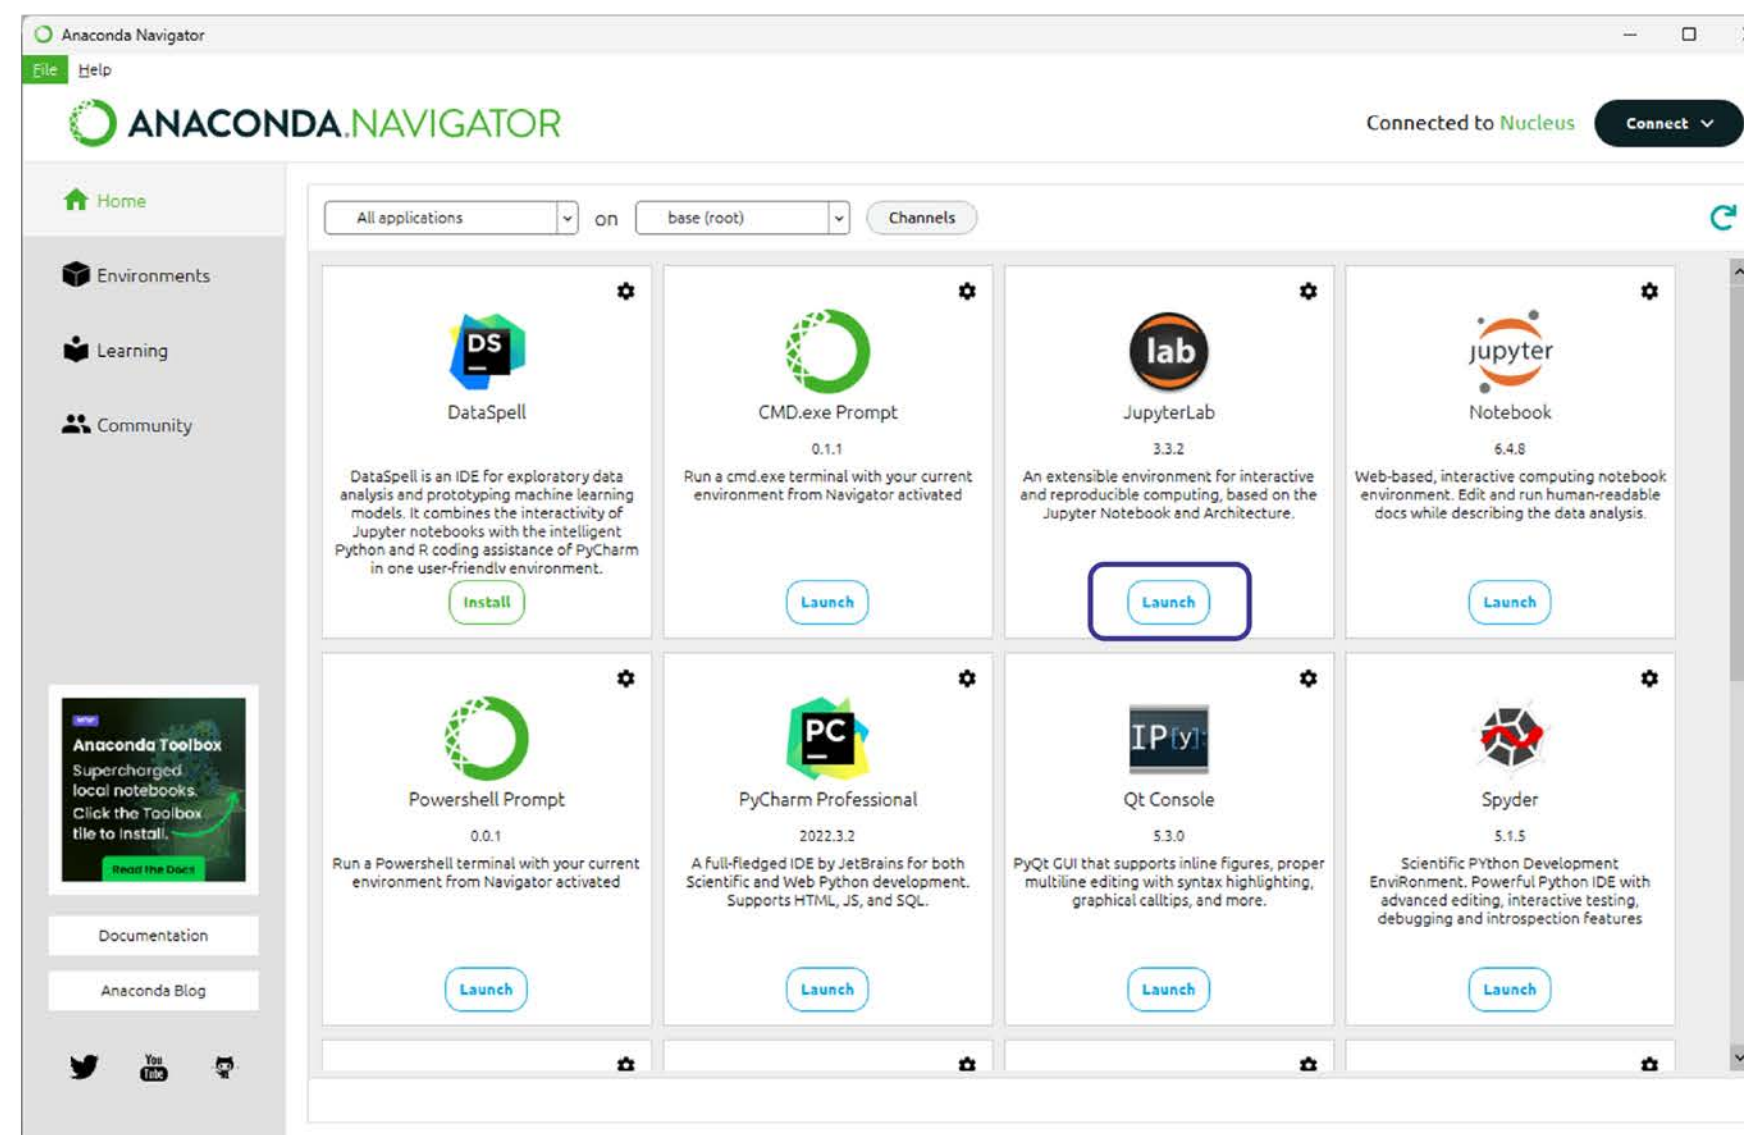 Anaconda Navigator
File Help
ANACONDA.NAVIGATOR
Connected to Nucleus
Connect
Home
Environments
Learning
Community
All applications on base (root) Channels
DS
DataSpell
DataSpell is an IDE for exploratory data
analysis and prototyping machine learning
models. It combines the interactivity of
Jupyter notebooks with the intelligent
Python and R coding assistance of PyCharm
in one user-friendly environment.
Install
CMD.exe Prompt
0.1.1
Run a cmd.exe terminal with your current
environment from Navigator activated
Launch
lab
JupyterLab
3.3.2
An extensible environment for interactive
and reproducible computing, based on the
Jupyter Notebook and Architecture.
Launch
jupyter
Notebook
6.4.8
Web-based, interactive computing notebook
environment. Edit and run human-readable
docs while describing the data analysis.
Launch
Powershell Prompt
0.0.1
Run a Powershell terminal with your current
environment from Navigator activated
Launch
PC
PyCharm Professional
2022.3.2
A full-fledged IDE by JetBrains for both
Scientific and Web Python development.
Supports HTML, JS, and SQL.
Launch
IP[y]:
Qt Console
5.3.0
PyQt GUI that supports inline figures, proper
multiline editing with syntax highlighting,
graphical calltips, and more.
Launch
Spyder
5.1.5
Scientific PYthon Development
EnviRonment. Powerful Python IDE with
advanced editing, interactive testing,
debugging and introspection features
Launch
NEW
Anaconda Toolbox
Supercharged
local notebooks.
Click the Toolbox
tile to Install.
Read the Docs
Documentation
Anaconda Blog
You
Tube